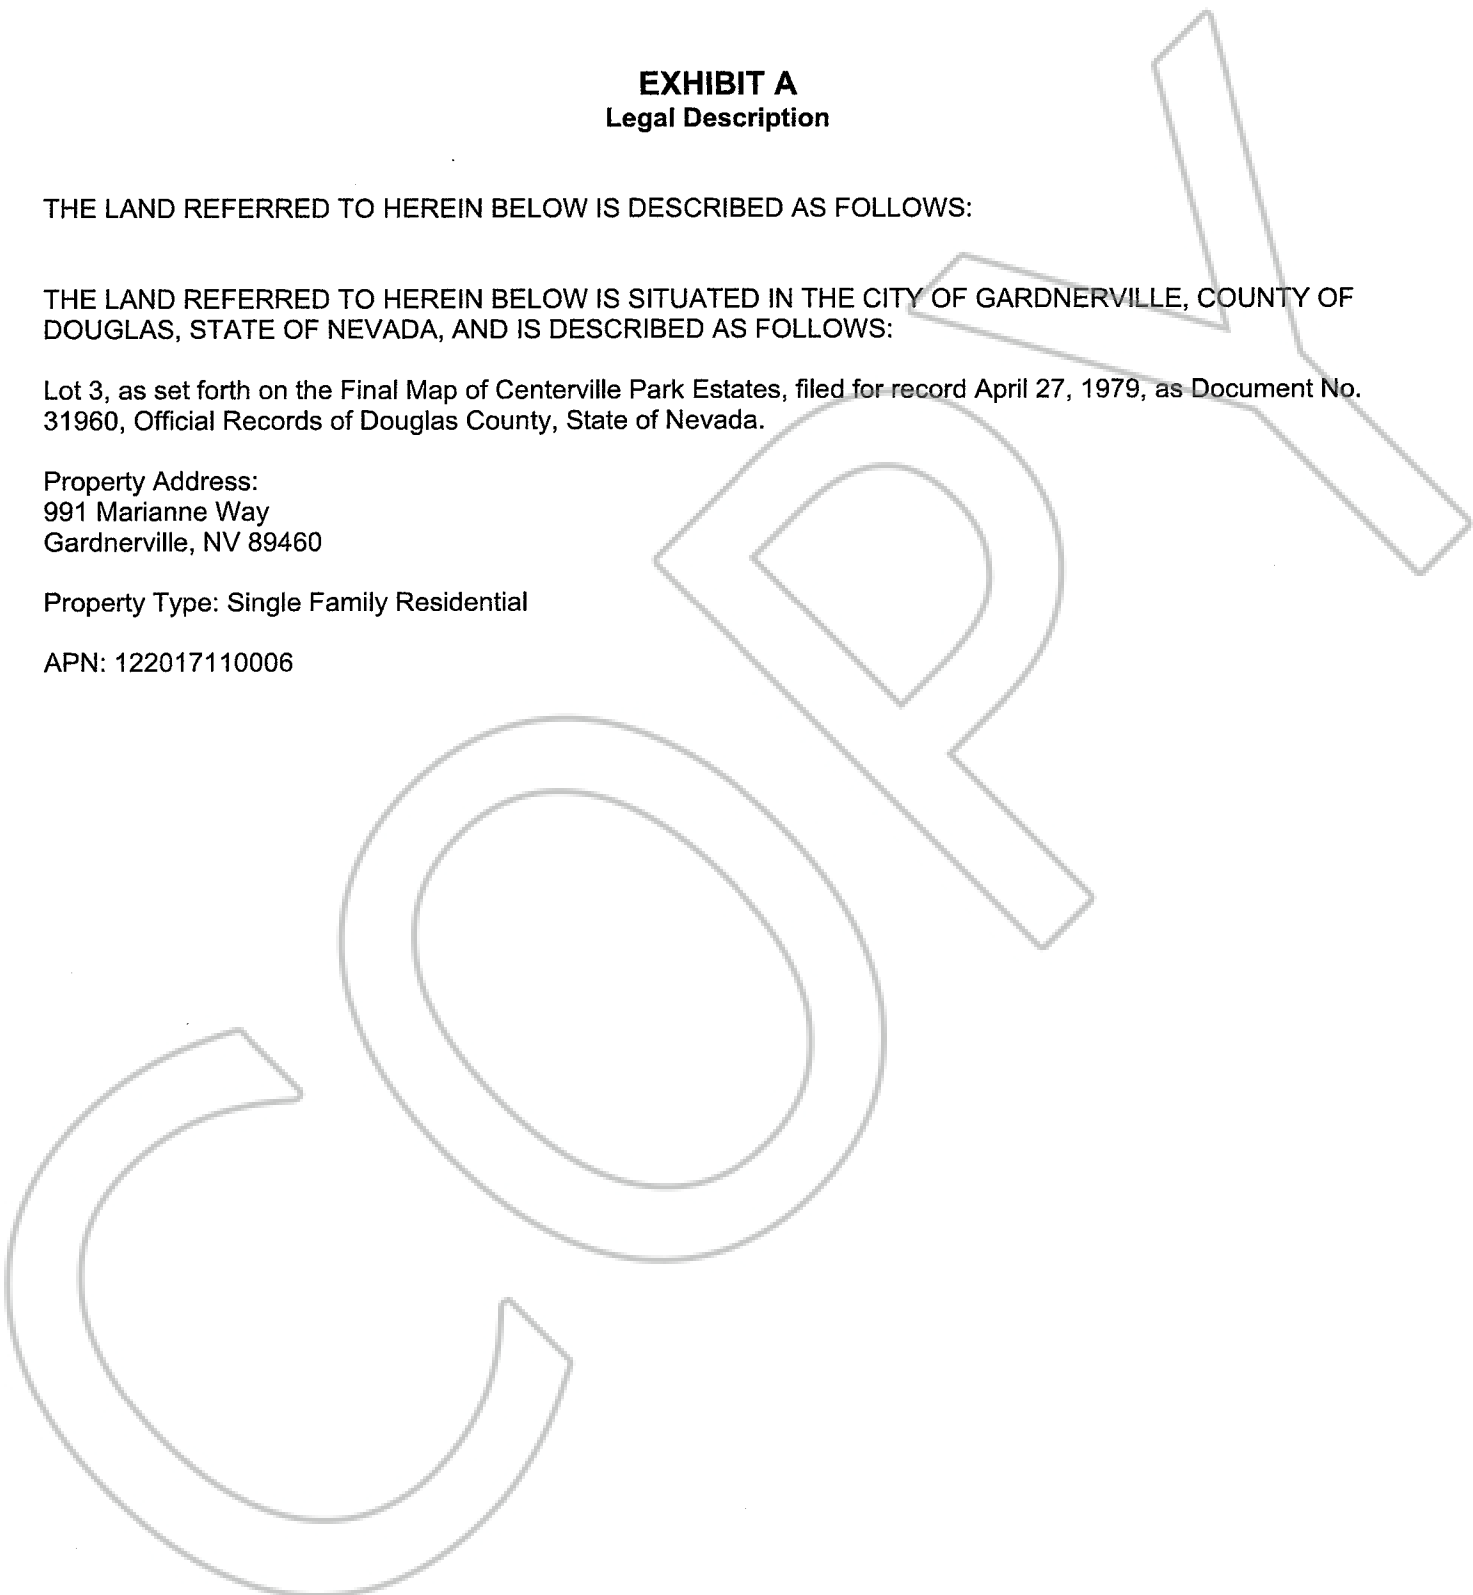 EXHIBIT A
Legal Description
THE LAND REFERRED TO HEREIN BELOW IS DESCRIBED AS FOLLOWS:
THE LAND REFERRED TO HEREIN BELOW IS SITUATED IN THE CITY OF GARDNERVILLE, COUNTY OF
DOUGLAS, STATE OF NEVADA, AND IS DESCRIBED AS FOLLOWS:
Lot 3, as set forth on the Final Map of Centerville Park Estates, filed for record April 27, 1979, as Document No.
31960, Official Records of Douglas County, State of Nevada.
Property Address:
991 Marianne Way
Gardnerville, NV 89460
Property Type: Single Family Residential
APN: 122017110006
COPY